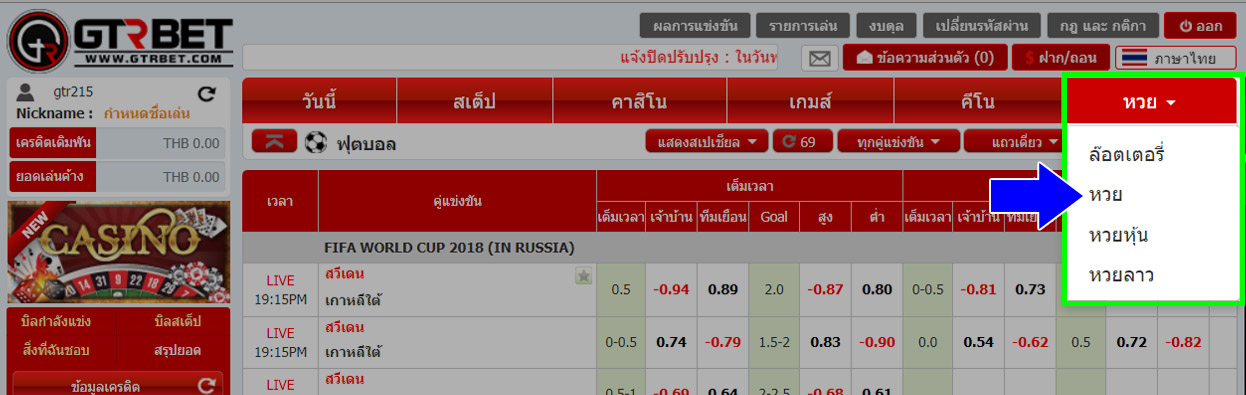 GTRBET
WWW.GTRBET.COM
ผลการแข่งขัน รายการเล่น งบดุล เปลี่ยนรหัสผ่าน กฎ และ กติกา ออก
แจ้งปิดปรับปรุง : ในวันพ ข้อความส่วนตัว (0) $ ฝาก/ถอน ภาษาไทย
gtr215
Nickname : กำหนดชื่อเล่น
เครดิตเดิมพัน THB 0.00
ยอดเล่นค้าง THB 0.00
NEW
CASINO
14 31 9 22 18
บิลกำลังแข่ง บิลสเต็ป
สิ่งที่ฉันชอบ สรุปยอด
ข้อมูลเครดิต
วันนี้ สเต็ป คาสิโน เกมส์ คีโน หวย
ล๊อตเตอรี่
หวย
หวยหุ้น
หวยลาว
ฟุตบอล แสดงสเปเชียล 69 ทุกคู่แข่งขัน แถวเดี่ยว
เวลา คู่แข่งขัน เต็มเวลา
เต็มเวลา เจ้าบ้าน ทีมเยือน Goal สูง ต่ำ เต็มเวลา เจ้าบ้าน ทีมเยือน
FIFA WORLD CUP 2018 (IN RUSSIA)
LIVE สวีเดน
19:15PM เกาหลีใต้ 0.5 -0.94 0.89 2.0 -0.87 0.80 0-0.5 -0.81 0.73
LIVE สวีเดน
19:15PM เกาหลีใต้ 0-0.5 0.74 -0.79 1.5-2 0.83 -0.90 0.0 0.54 -0.62 0.5 0.72 -0.82
LIVE สวีเดน
0.5-1 -0.69 0.64 2-2.5 -0.68 0.61